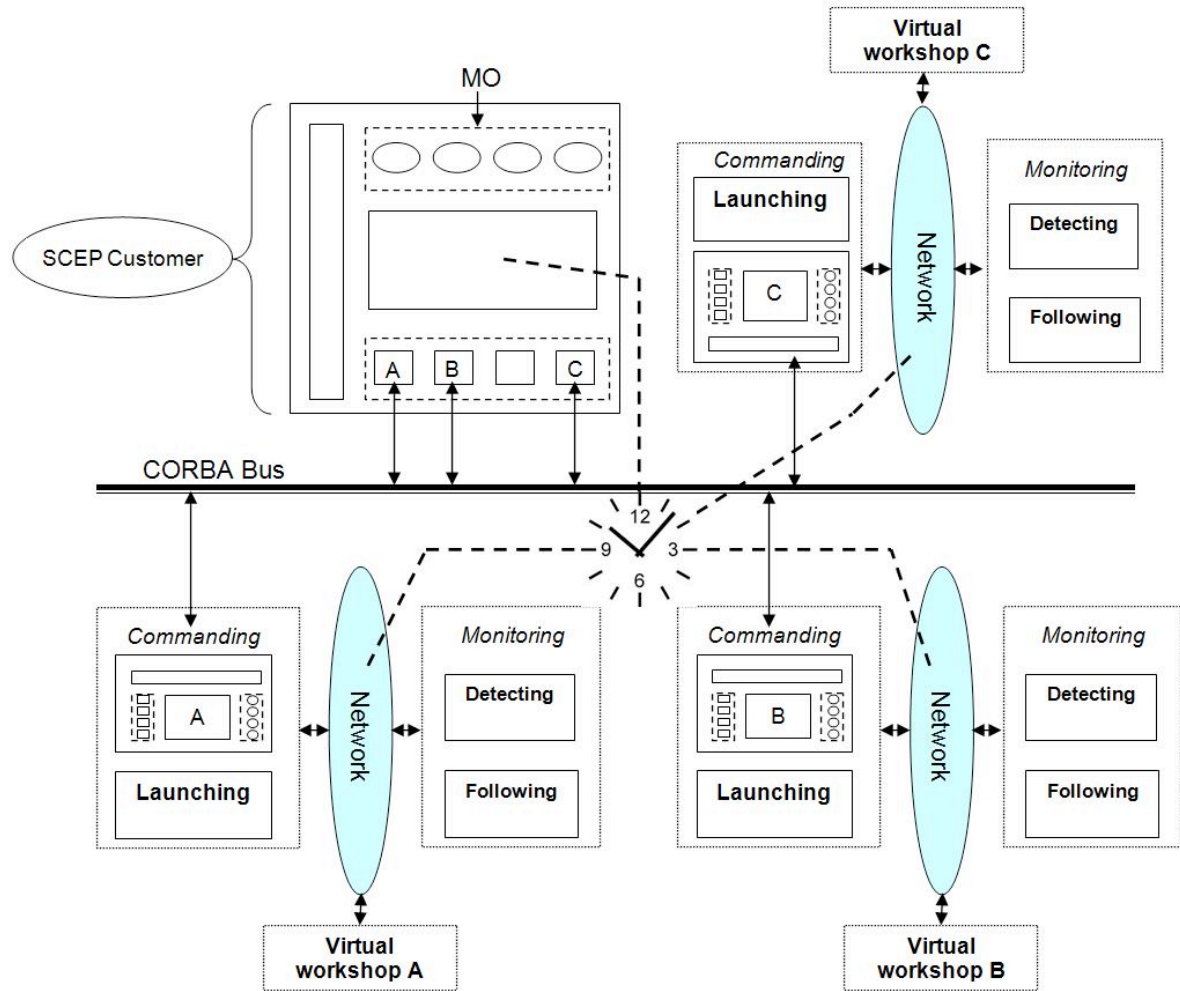 Virtual
workshop C
MO
SCEP Customer
A
B
C
Commanding
Launching
C
Network
Monitoring
Detecting
Following
CORBA Bus
12
9
3
6
Commanding
A
Launching
Network
Monitoring
Detecting
Following
Virtual
workshop A
Commanding
B
Launching
Network
Monitoring
Detecting
Following
Virtual
workshop B